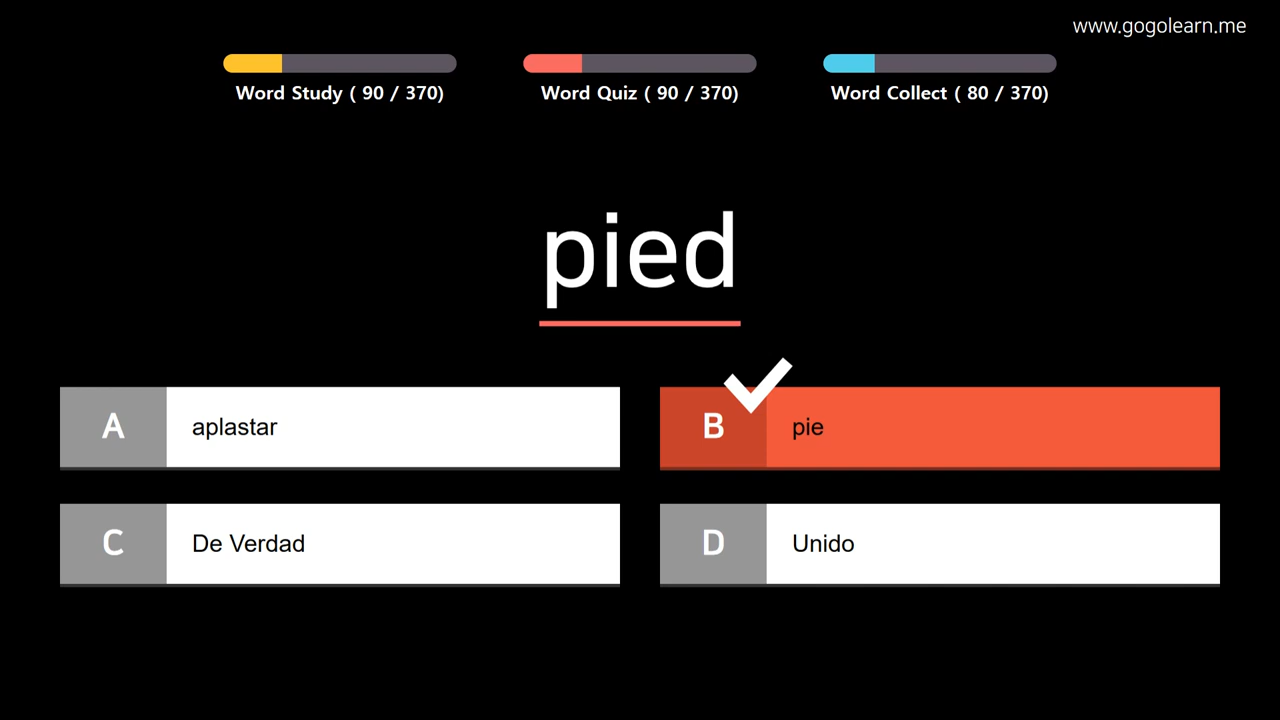 www.gogolearn.me
Word Study ( 90 / 370)
Word Quiz ( 90 / 370)
Word Collect ( 80 / 370)
pied
A aplastar
B pie
C De Verdad
D Unido